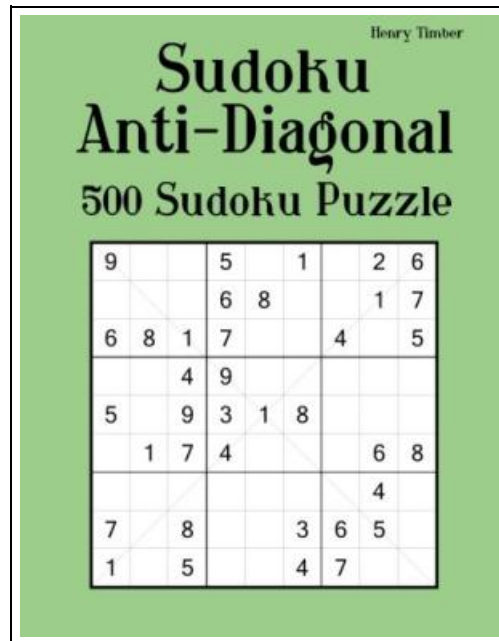 Henry Timber
Sudoku
Anti-Diagonal
500 Sudoku Puzzle
9 5 1 2 6
6 8 1 7
6 8 1 7 4 5
4 9
5 9 3 1 8
1 7 4 6 8
4
7 8 3 6 5
1 5 4 7